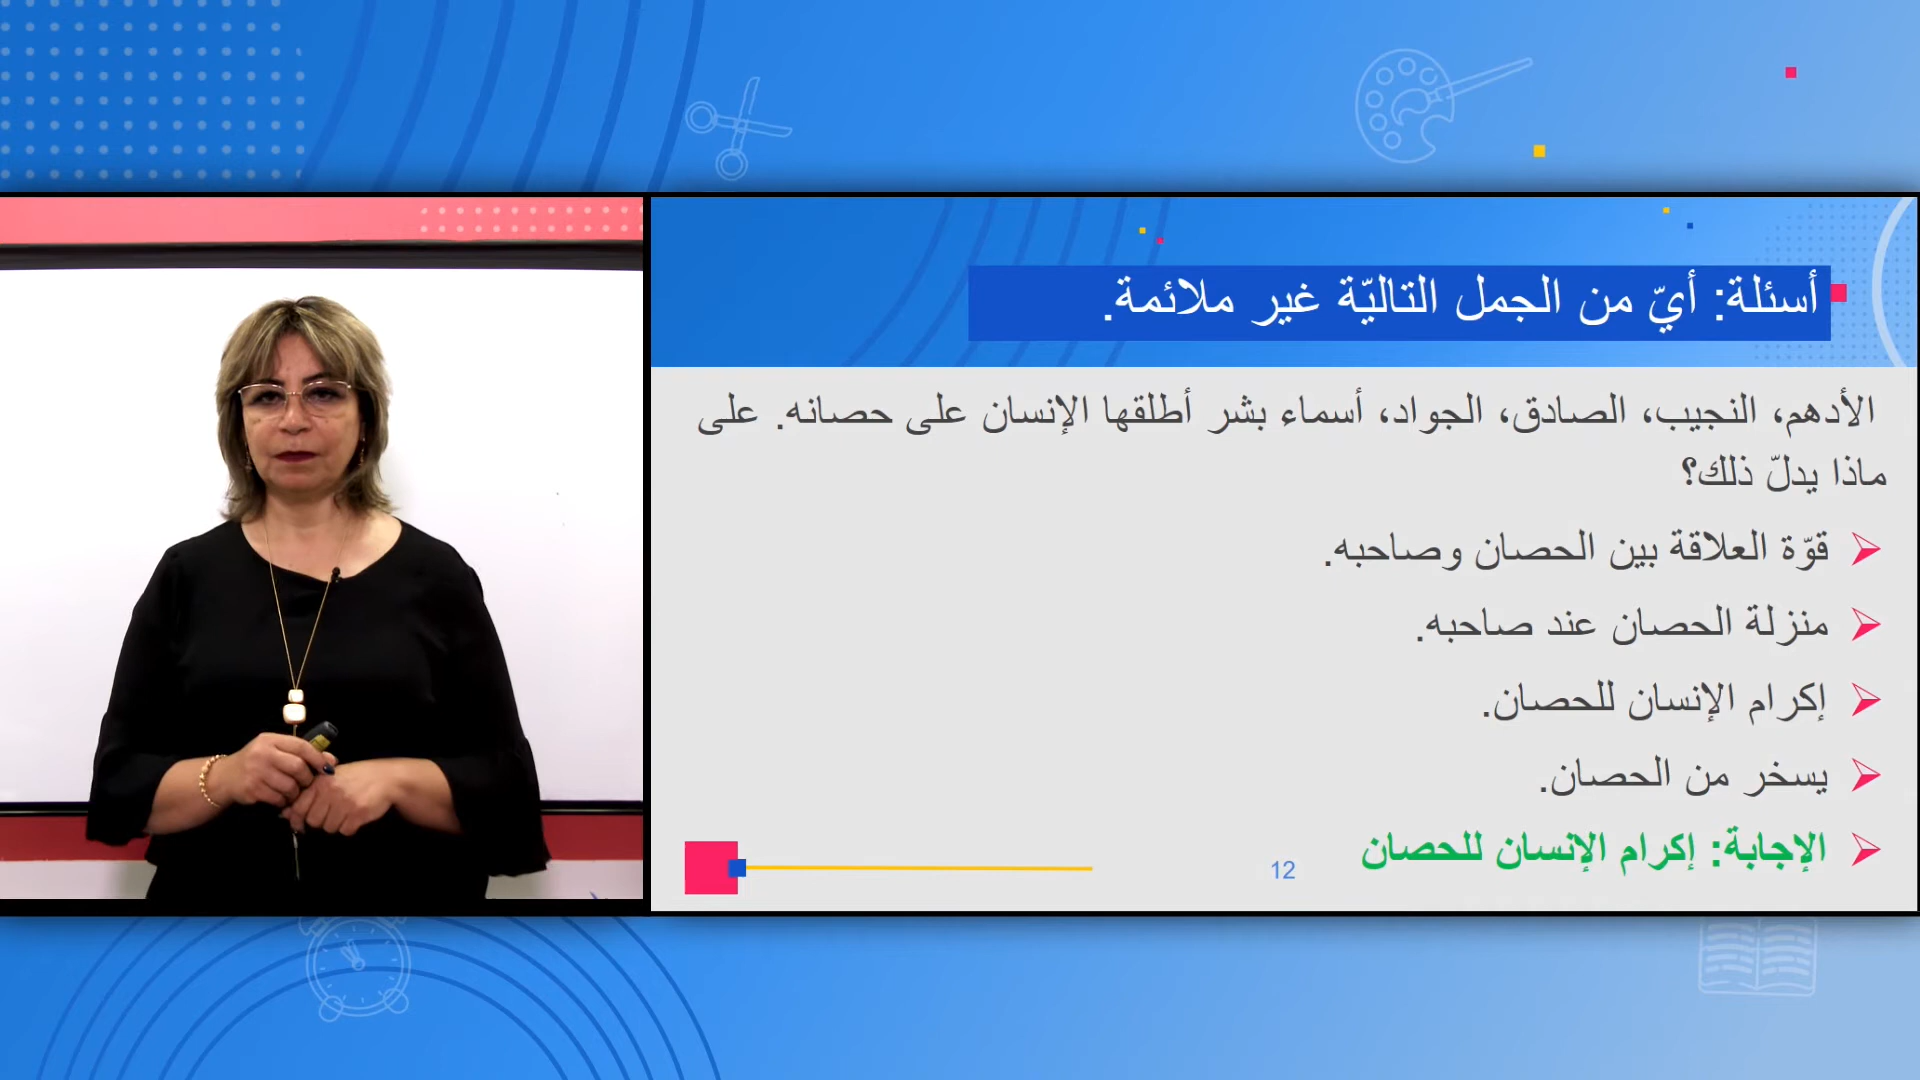 أسئلة: أيّ من الجمل التاليّة غير ملائمة.
الأدهم، النجيب، الصادق، الجواد، أسماء بشر أطلقها الإنسان على حصانه. على
ماذا يدلّ ذلك؟
قوّة العلاقة بين الحصان وصاحبه.
منزلة الحصان عند صاحبه.
إكرام الإنسان للحصان.
يسخر من الحصان.
الإجابة: إكرام الإنسان للحصان
12